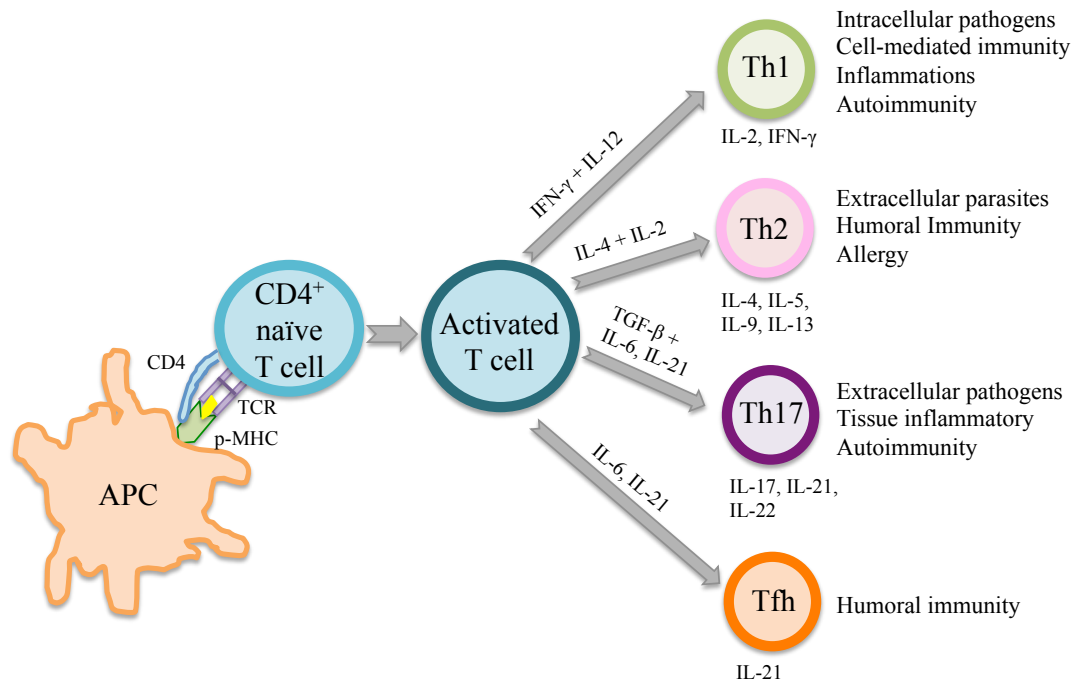 APC
CD4
TCR
p-MHC
CD4+
naïve
T cell
Activated
T cell
IFN-γ + IL-12
IL-4 + IL-2
TGF-β +
IL-6, IL-21
IL-6, IL-21
Th1
IL-2, IFN-γ
Intracellular pathogens
Cell-mediated immunity
Inflammations
Autoimmunity
Th2
IL-4, IL-5,
IL-9, IL-13
Extracellular parasites
Humoral Immunity
Allergy
Th17
IL-17, IL-21,
IL-22
Extracellular pathogens
Tissue inflammatory
Autoimmunity
Tfh
IL-21
Humoral immunity